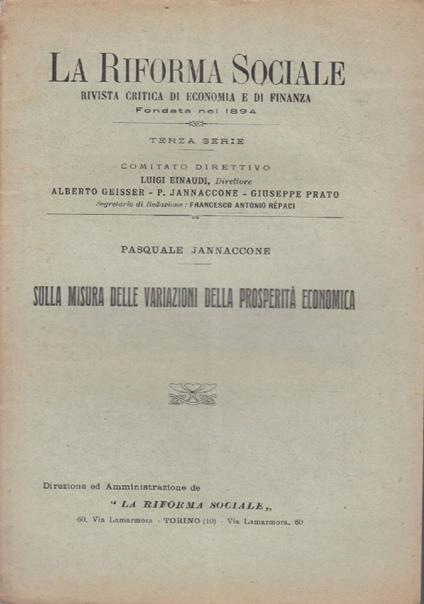 LA RIFORMA SOCIALE
RIVISTA CRITICA DI ECONOMIA E DI FINANZA
Fondata nel 1894
TERZA SERIE
COMITATO DIRETTIVO
LUIGI EINAUDI, Direttore
ALBERTO GEISSER - P. JANNACCONE - GIUSEPPE PRATO
Segretario di Redazione: FRANCESCO ANTONIO RÈPACI
PASQUALE JANNACCONE
SULLA MISURA DELLE VARIAZIONI DELLA PROSPERITÀ ECONOMICA
Direzione ed Amministrazione de
“ LA RIFORMA SOCIALE „
60, Via Lamarmora - TORINO (10) - Via Lamarmora, 60